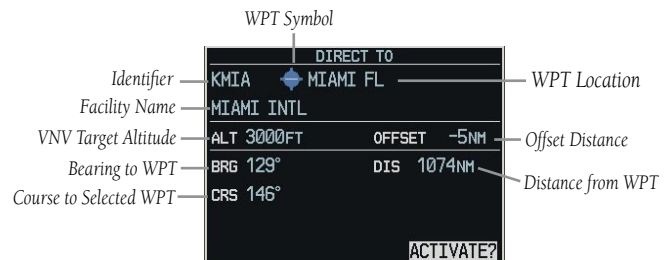 WPT Symbol
DIRECT TO
Identifier KMIA MIAMI FL WPT Location
Facility Name MIAMI INTL
VNV Target Altitude ALT 3000FT OFFSET -5NM Offset Distance
Bearing to WPT BRG 129° DIS 1074NM Distance from WPT
Course to Selected WPT CRS 146°
ACTIVATE?